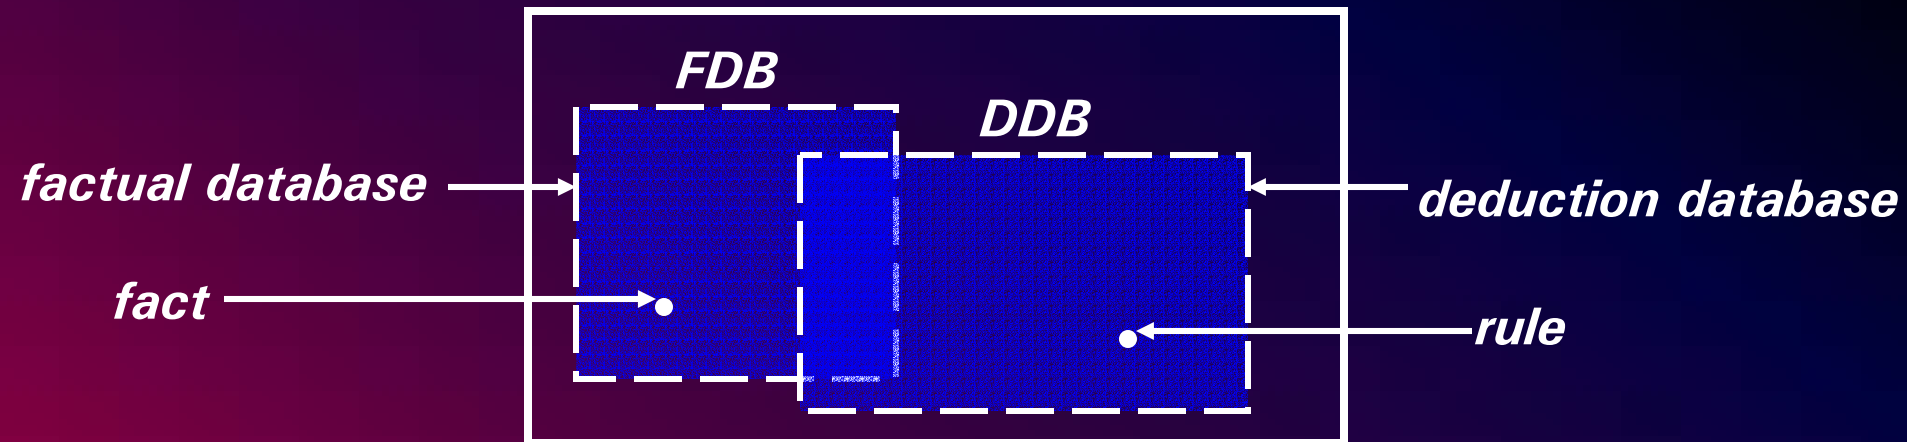 FDB
DDB
factual database
deduction database
fact
rule